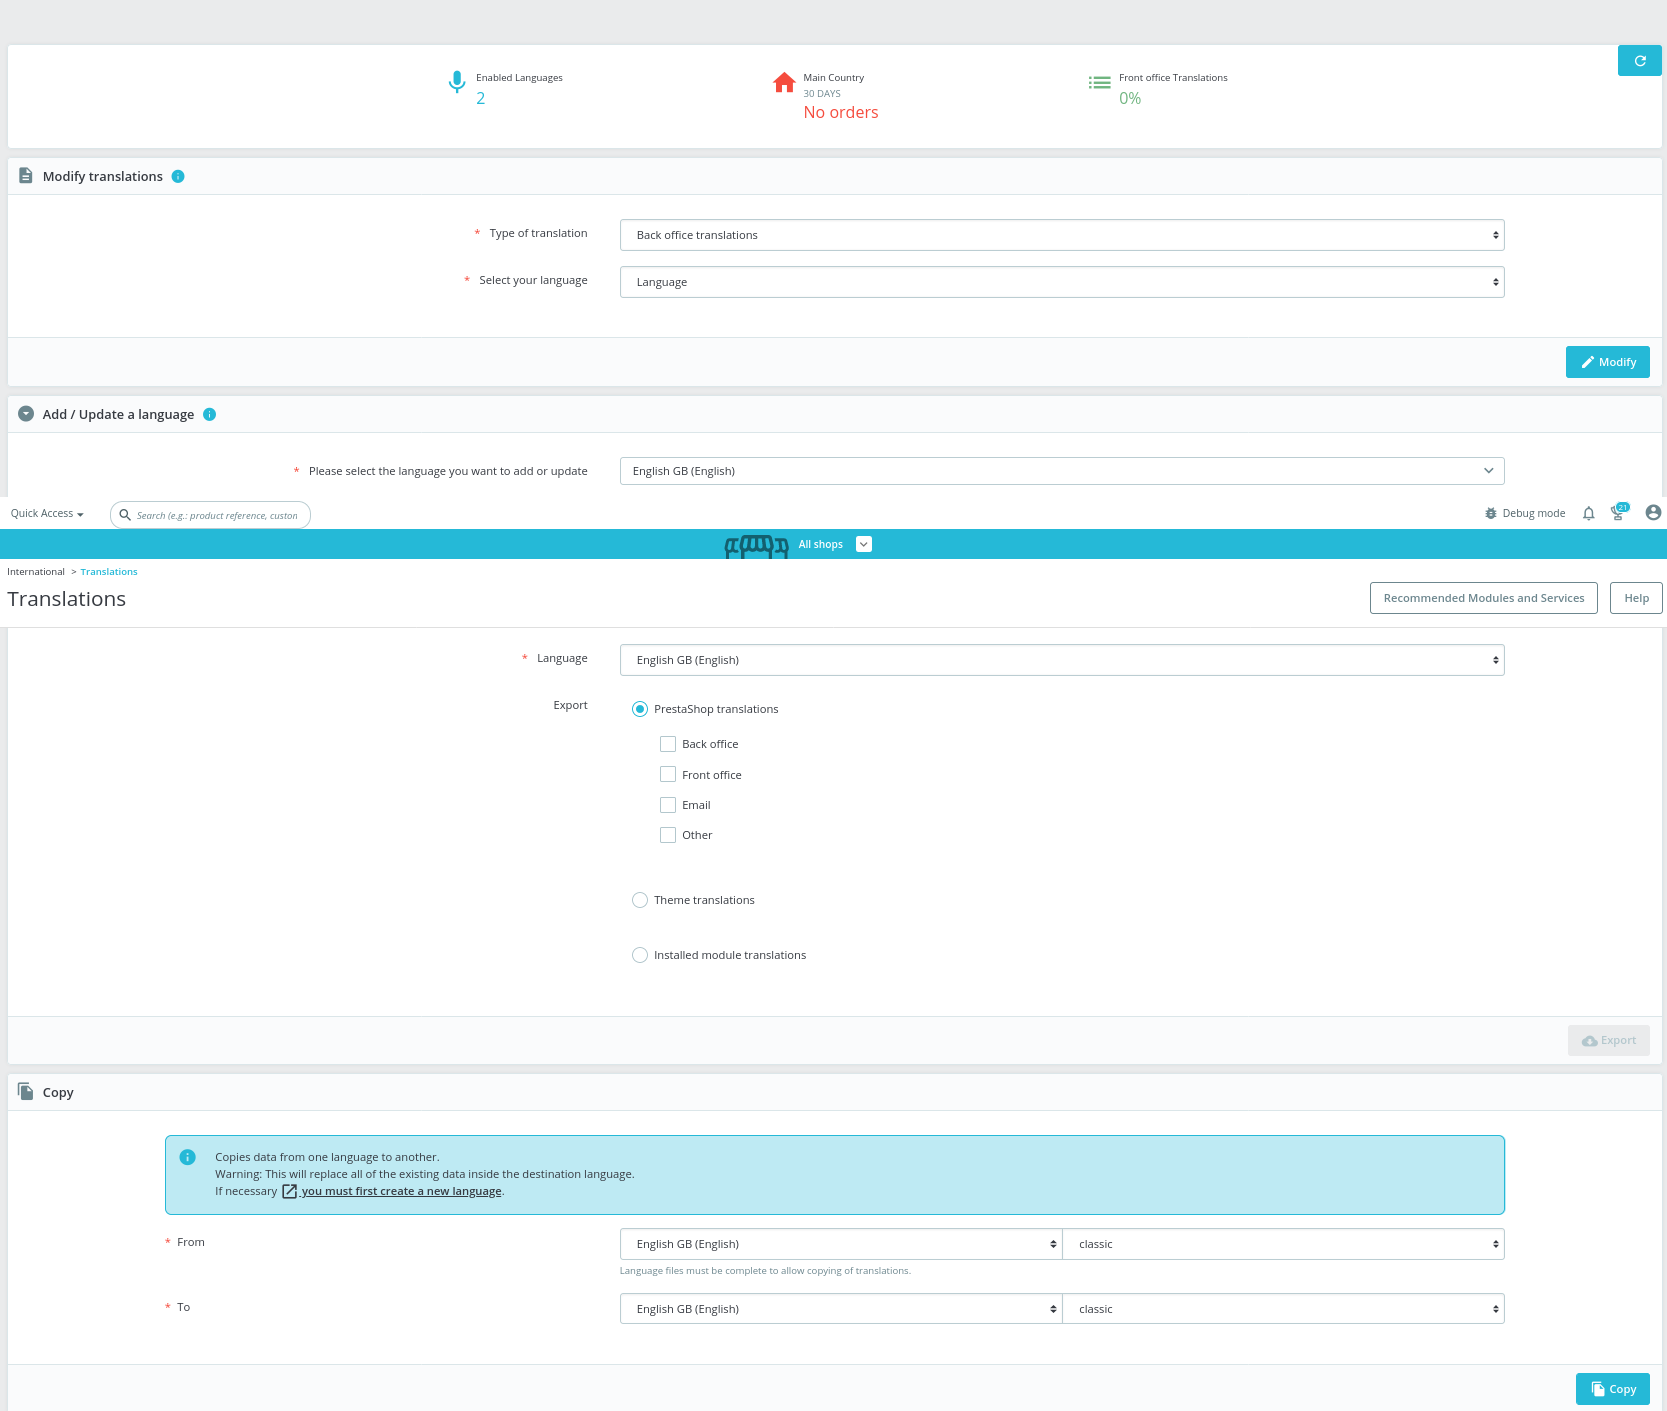 Enabled Languages
2
Main Country
30 DAYS
No orders
Front office Translations
0%
Modify translations
* Type of translation
Back office translations
* Select your language
Language
Modify
Add / Update a language
* Please select the language you want to add or update
English GB (English)
Quick Access
Search (e.g.: product reference, custon
Debug mode
21
All shops
International > Translations
Translations
Recommended Modules and Services
Help
* Language
English GB (English)
Export
PrestaShop translations
Back office
Front office
Email
Other
Theme translations
Installed module translations
Export
Copy
Copies data from one language to another.
Warning: This will replace all of the existing data inside the destination language.
If necessary you must first create a new language.
* From
English GB (English)
classic
Language files must be complete to allow copying of translations.
* To
English GB (English)
classic
Copy